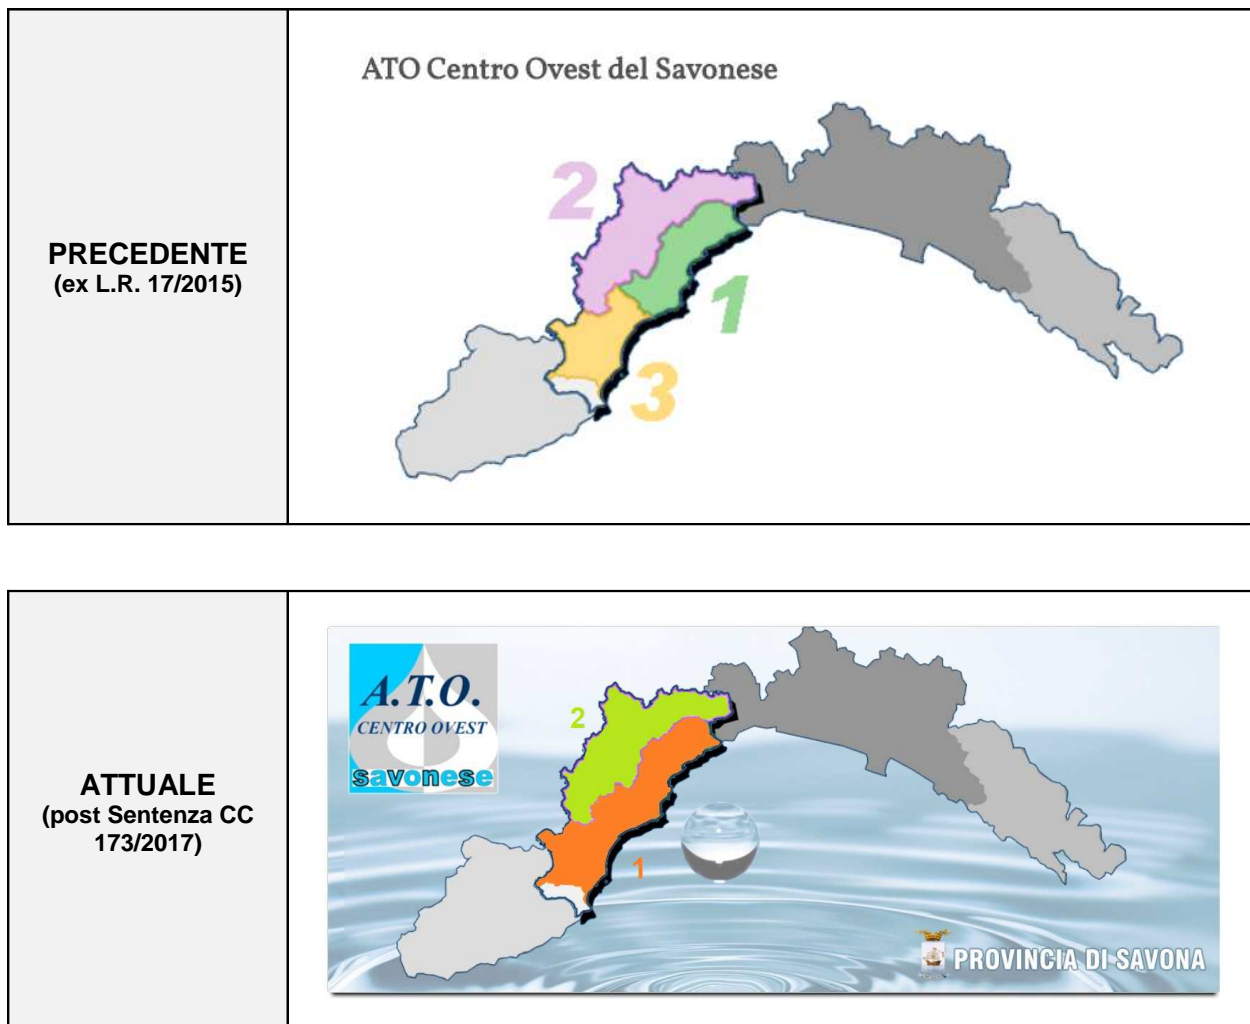 PRECEDENTE
(ex L.R. 17/2015)
ATO Centro Ovest del Savonese
2
1
3
ATTUALE
(post Sentenza CC
173/2017)
A.T.O.
CENTRO OVEST
savonese
2
1
PROVINCIA DI SAVONA